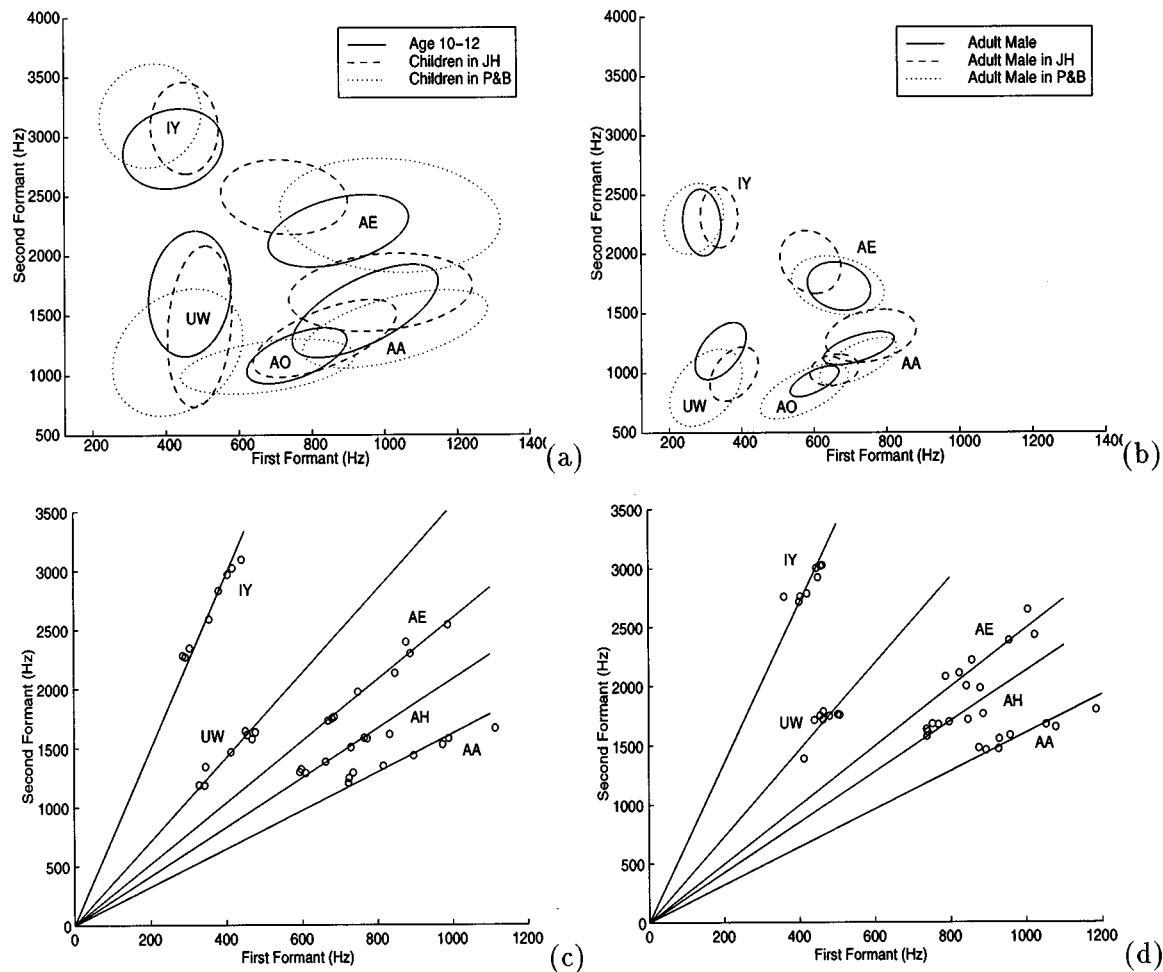 4000
3500
3000
2500
2000
1500
1000
500
Second Formant (Hz)
Age 10–12
Children in JH
Children in P&B
IY
AE
UW
AO
AA
200
400
600
800
1000
1200
140(
First Formant (Hz)
(a)
4000
3500
3000
2500
2000
1500
1000
500
Second Formant (Hz)
Adult Male
Adult Male in JH
Adult Male in P&B
IY
AE
AA
UW
AO
200
400
600
800
1000
1200
140(
First Formant (Hz)
(b)
3500
3000
2500
2000
1500
1000
500
0
Second Formant (Hz)
IY
AE
UW
AH
AA
0
200
400
600
800
1000
1200
First Formant (Hz)
(c)
3500
3000
2500
2000
1500
1000
500
0
Second Formant (Hz)
IY
AE
UW
AH
AA
0
200
400
600
800
1000
1200
First Formant (Hz)
(d)